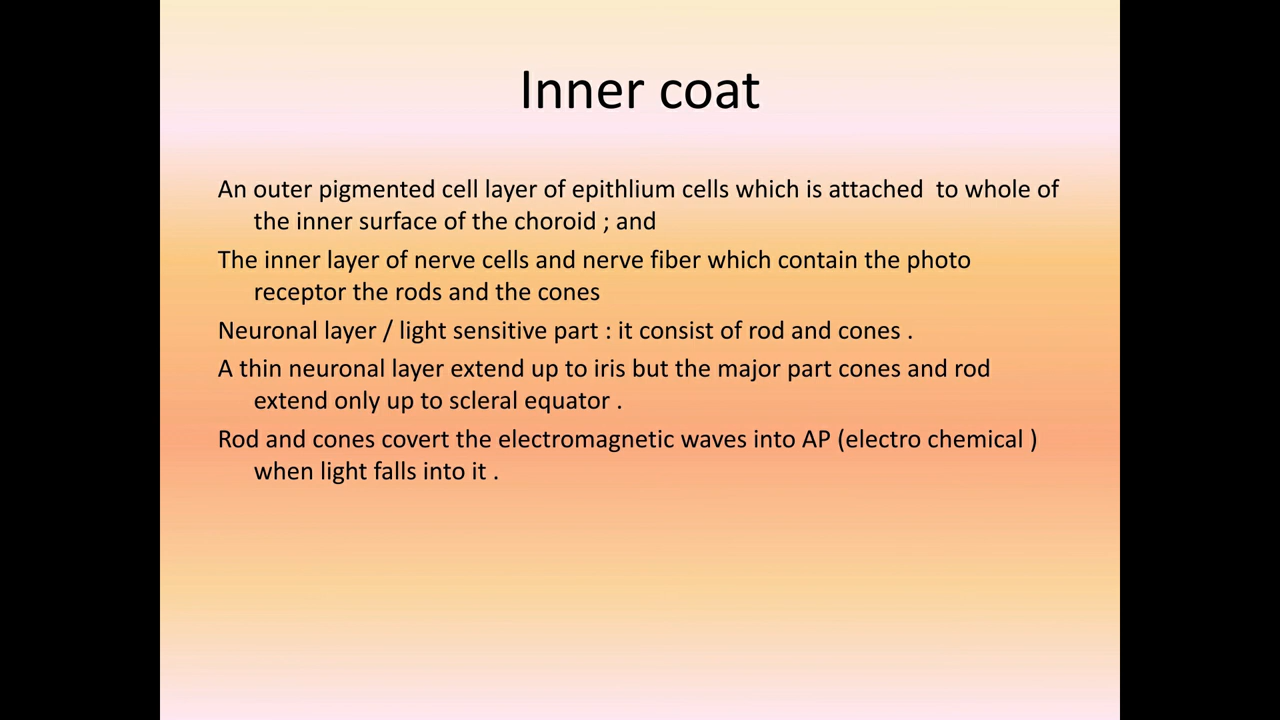 Inner coat
An outer pigmented cell layer of epithlium cells which is attached  to whole of
the inner surface of the choroid ; and
The inner layer of nerve cells and nerve fiber which contain the photo
receptor the rods and the cones
Neuronal layer / light sensitive part : it consist of rod and cones .
A thin neuronal layer extend up to iris but the major part cones and rod
extend only up to scleral equator .
Rod and cones covert the electromagnetic waves into AP (electro chemical )
when light falls into it .